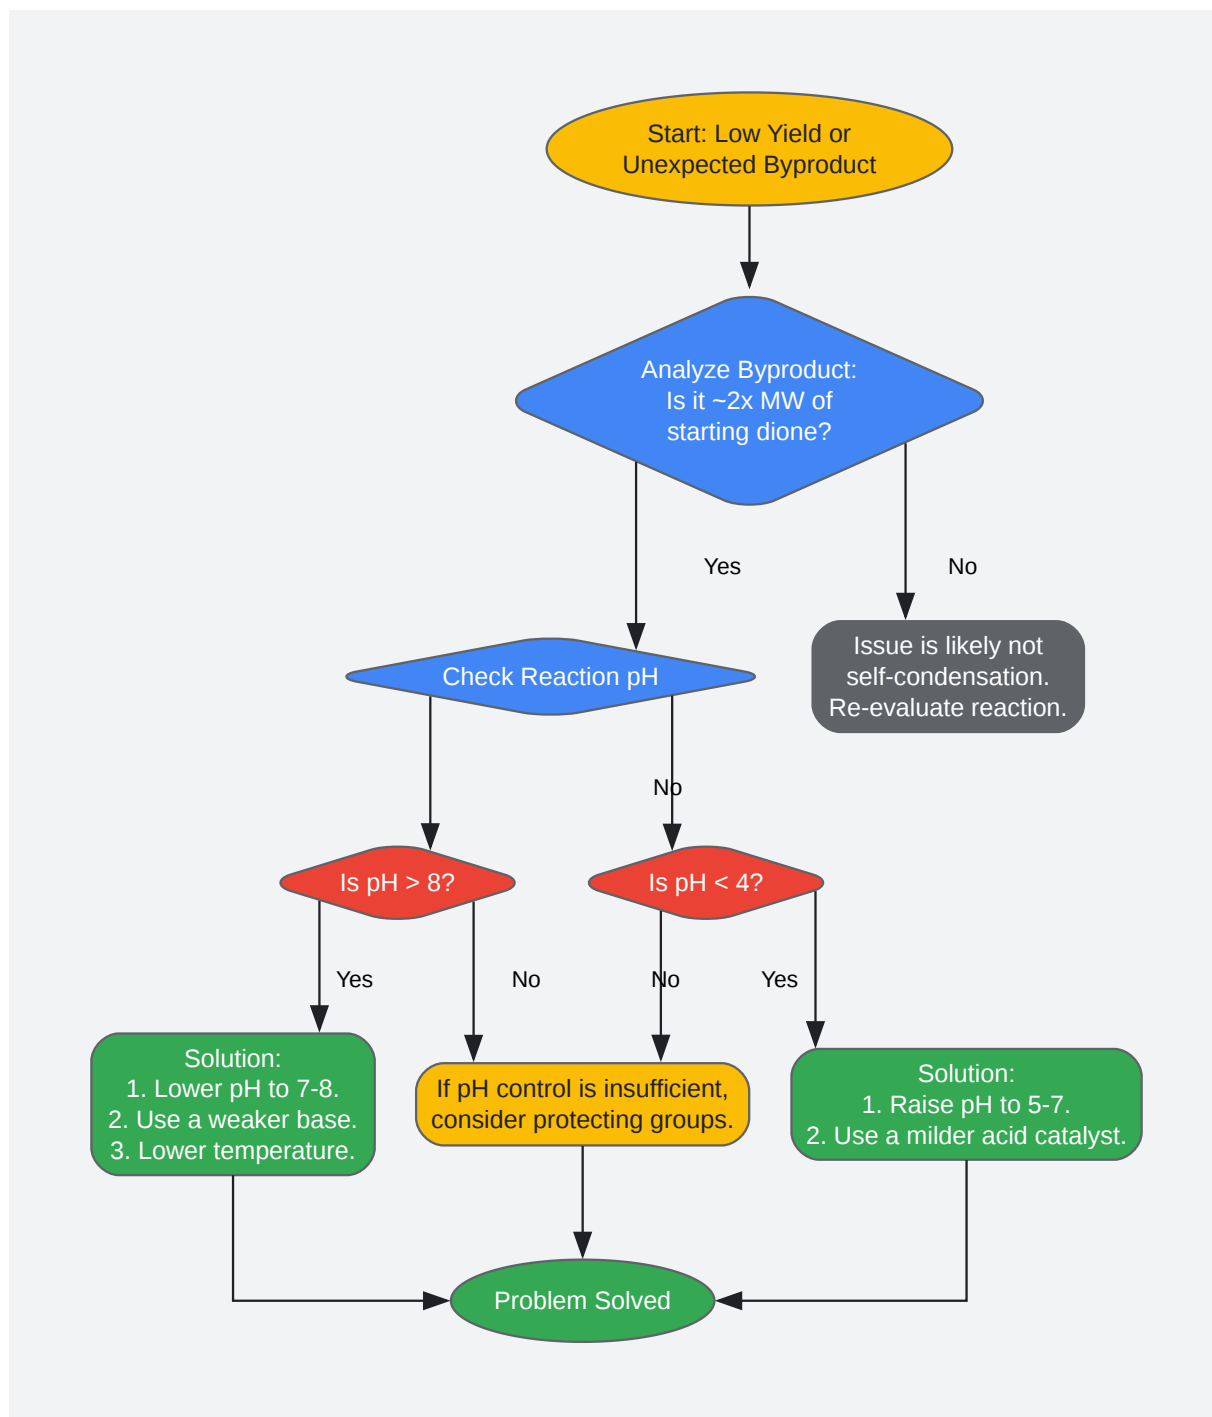 Start: Low Yield or
Unexpected Byproduct
Analyze Byproduct:
Is it ~2x MW of
starting dione?
Yes
No
Issue is likely not
self-condensation.
Re-evaluate reaction.
Check Reaction pH
No
Is pH > 8?
Is pH < 4?
Yes
No
No
Yes
Solution:
1. Lower pH to 7-8.
2. Use a weaker base.
3. Lower temperature.
If pH control is insufficient,
consider protecting groups.
Solution:
1. Raise pH to 5-7.
2. Use a milder acid catalyst.
Problem Solved